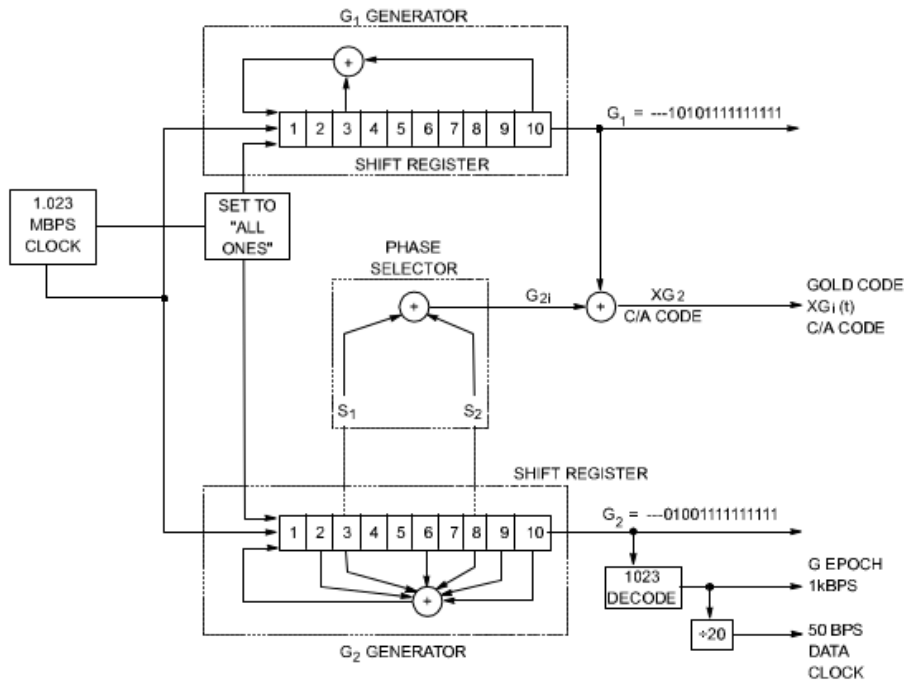 G1 GENERATOR
+
1 2 3 4 5 6 7 8 9 10
SHIFT REGISTER
G1 = ---10101111111111
1.023
MBPS
CLOCK
SET TO
"ALL
ONES"
PHASE
SELECTOR
+
G2i
+
XG2
C/A CODE
GOLD CODE
XGi (t)
C/A CODE
S1
S2
SHIFT REGISTER
1 2 3 4 5 6 7 8 9 10
+
G2 = ---01001111111111
G2 GENERATOR
1023
DECODE
G EPOCH
1kBPS
÷20
50 BPS
DATA
CLOCK